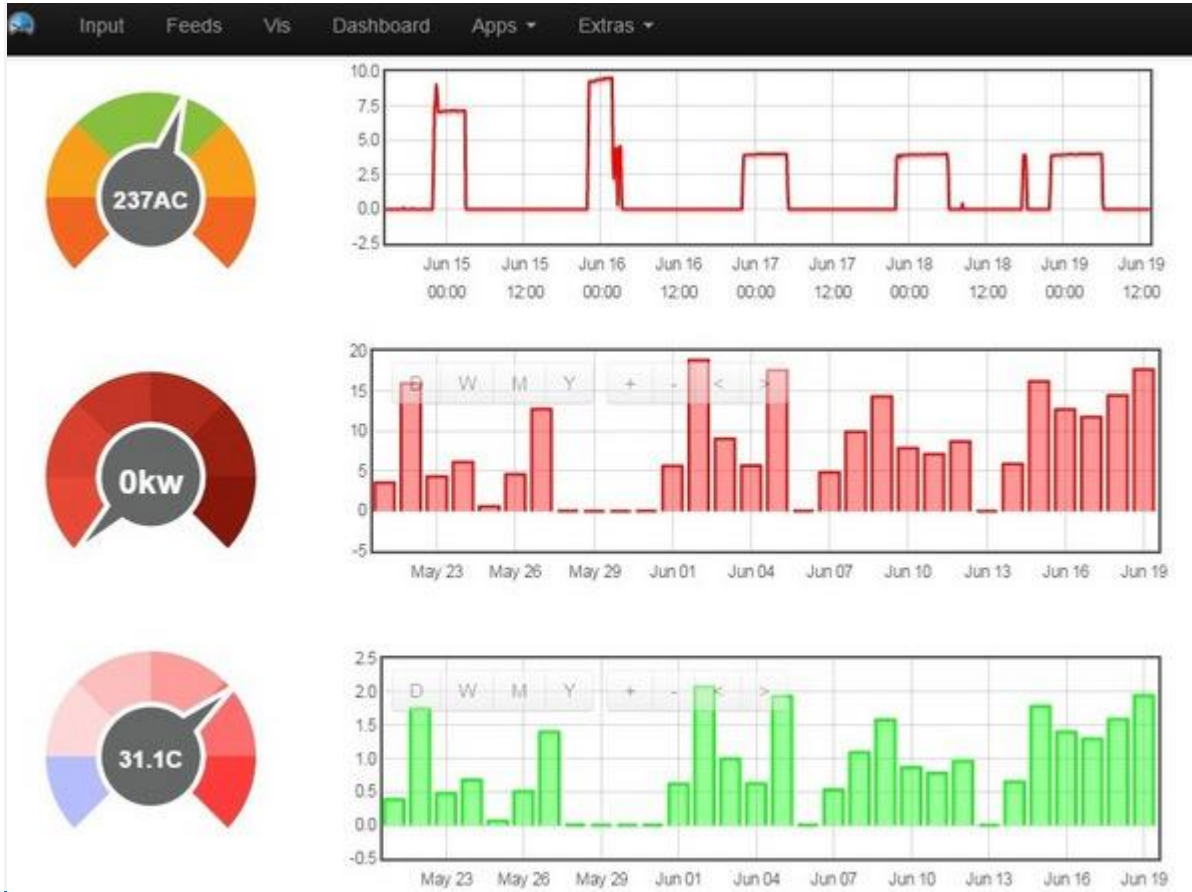 Input Feeds Vis Dashboard Apps Extras
237AC
10.0
7.5
5.0
2.5
0.0
-2.5
Jun 15 Jun 15 Jun 16 Jun 16 Jun 17 Jun 17 Jun 18 Jun 18 Jun 19 Jun 19
00:00 12:00 00:00 12:00 00:00 12:00 00:00 12:00 00:00 12:00
0kw
20
15
10
5
0
-5
D W M Y + - < >
May 23 May 26 May 29 Jun 01 Jun 04 Jun 07 Jun 10 Jun 13 Jun 16 Jun 19
31.1C
2.5
2.0
1.5
1.0
0.5
0.0
-0.5
D W M Y + - < >
May 23 May 26 May 29 Jun 01 Jun 04 Jun 07 Jun 10 Jun 13 Jun 16 Jun 19